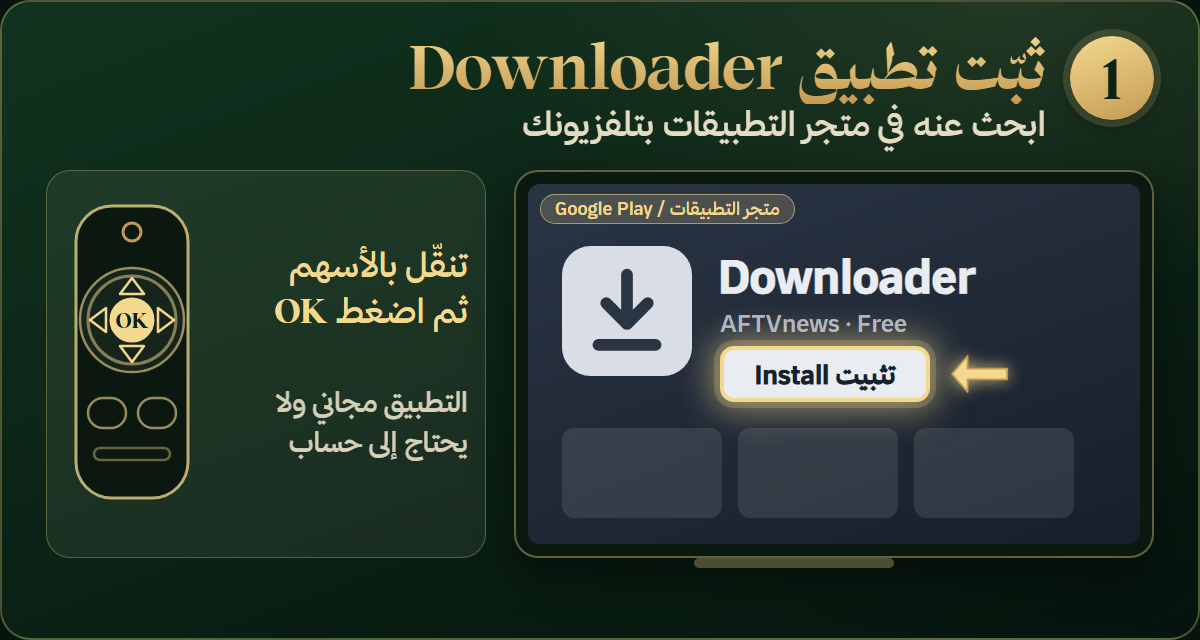 1
ثبّت تطبيق Downloader
ابحث عنه في متجر التطبيقات بتلفزيونك
متجر التطبيقات / Google Play
Downloader
AFTVnews · Free
تثبيت Install
تنقّل بالأسهم
ثم اضغط OK
التطبيق مجاني ولا
يحتاج إلى حساب
OK